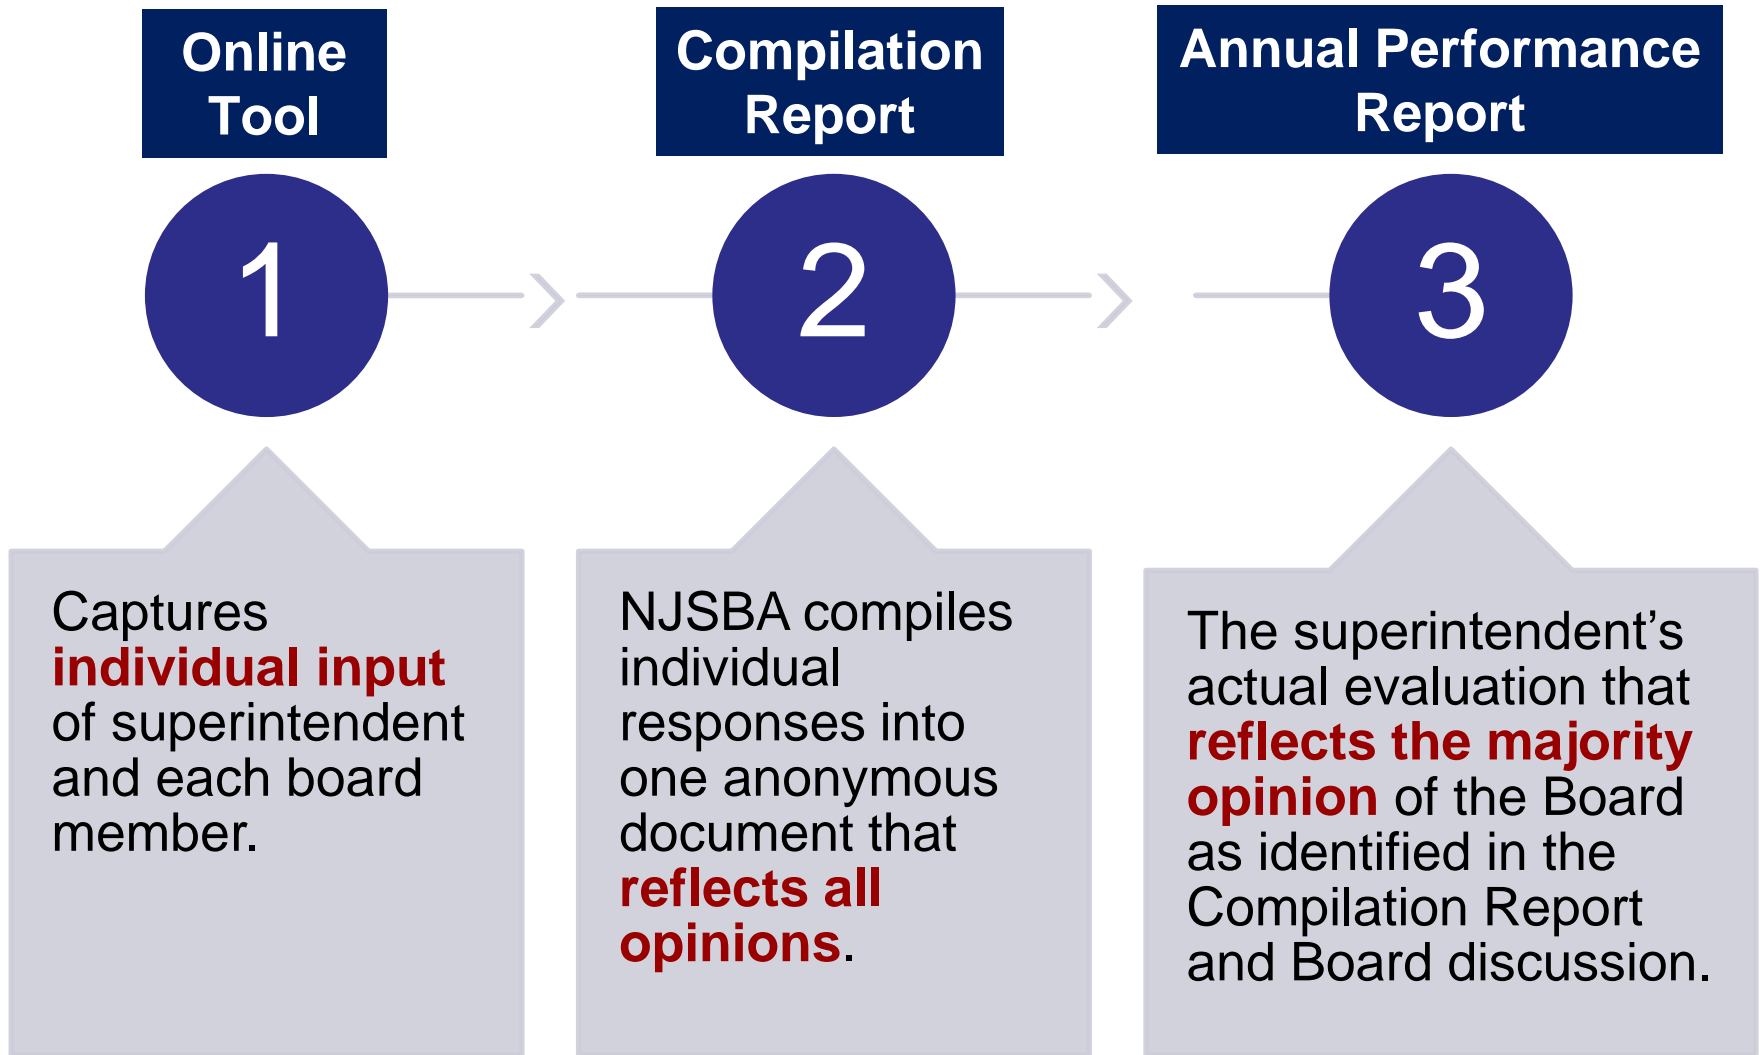 Online
Tool
1
Captures
individual input
of superintendent
and each board
member.
Compilation
Report
2
NJSBA compiles
individual
responses into
one anonymous
document that
reflects all
opinions.
Annual Performance
Report
3
The superintendent’s
actual evaluation that
reflects the majority
opinion of the Board
as identified in the
Compilation Report
and Board discussion.